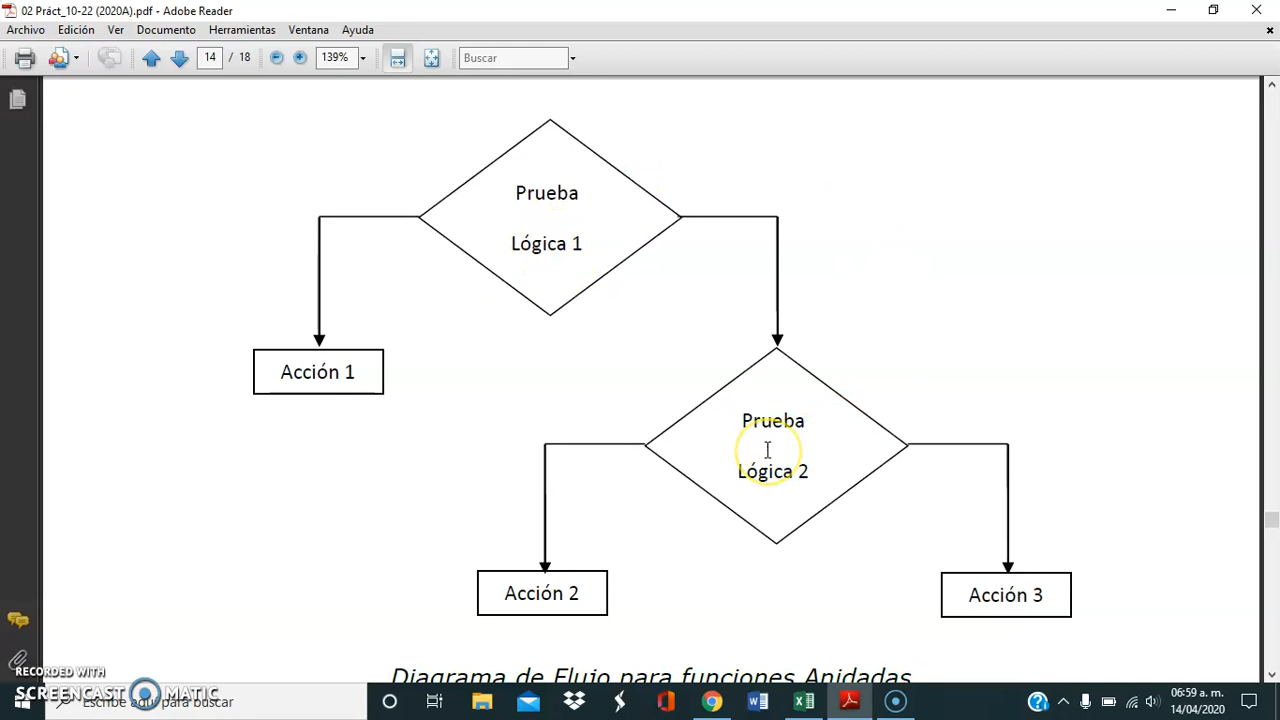 02 Práct_10-22 (2020A).pdf - Adobe Reader
Archivo Edición Ver Documento Herramientas Ventana Ayuda
14 / 18 139% Buscar
Prueba
Lógica 1
Acción 1
Prueba
Lógica 2
Acción 2
Acción 3
Diagrama de Flujo para funciones Anidadas
RECORDED WITH
SCREENCAST MATIC
Escribe aquí para buscar
06:59 a. m.
14/04/2020